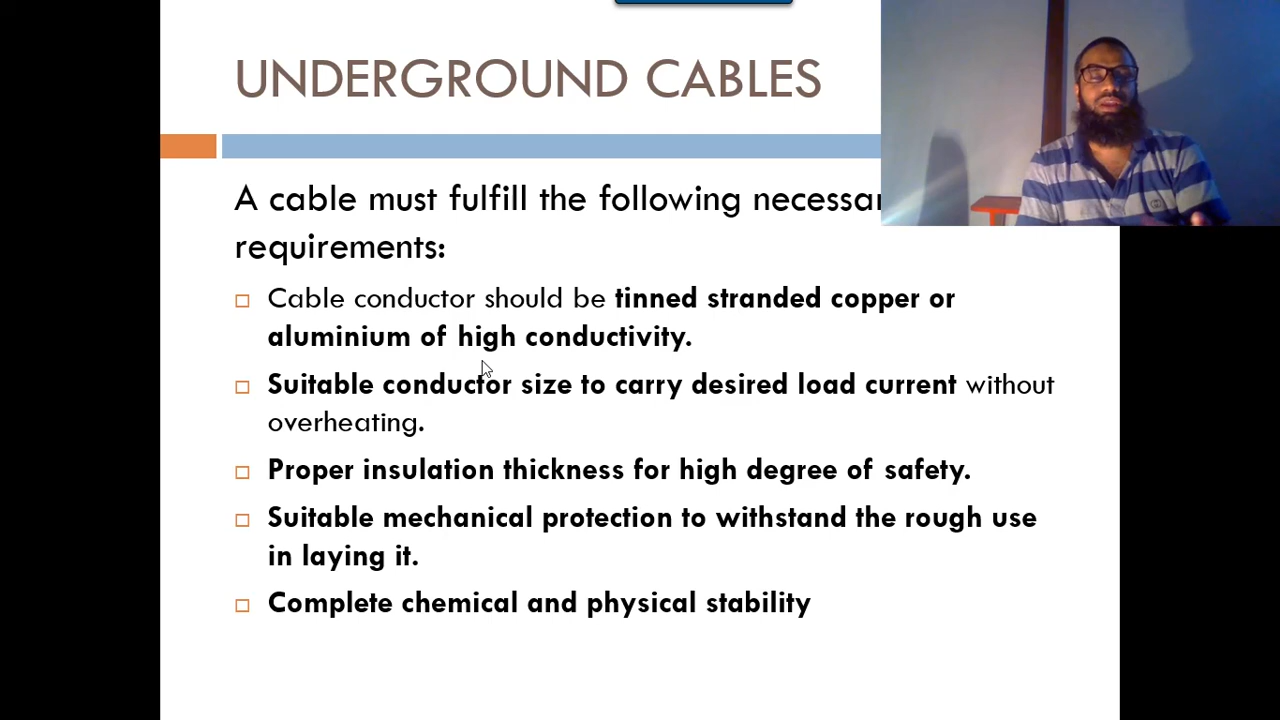 UNDERGROUND CABLES
A cable must fulfill the following
requirements:
Cable conductor should be tinned stranded copper or
aluminium of high conductivity.
Suitable conductor size to carry desired load current without
overheating.
Proper insulation thickness for high degree of safety.
Suitable mechanical protection to withstand the rough use
in laying it.
Complete chemical and physical stability